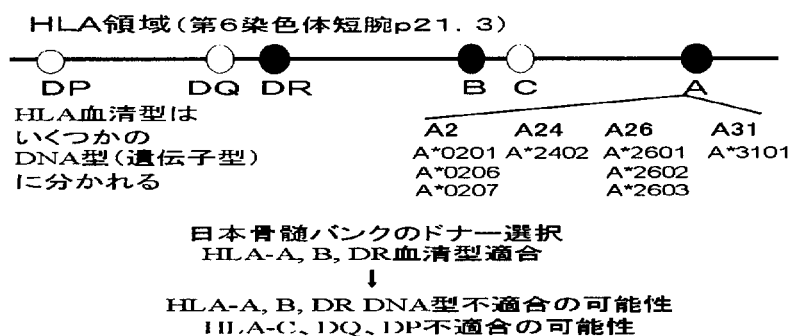 HLA領域(第6染色体短腕p21.3)
DP DQ DR B C A
HLA血清型は
いくつかの
DNA型(遺伝子型)
に分かれる
A2 A24 A26 A31
A*0201 A*2402 A*2601 A*3101
A*0206 A*2602
A*0207 A*2603
日本骨髄バンクのドナー選択
HLA-A, B, DR血清型適合
↓
HLA-A, B, DR DNA型不適合の可能性
HLA-C、DQ、DP不適合の可能性